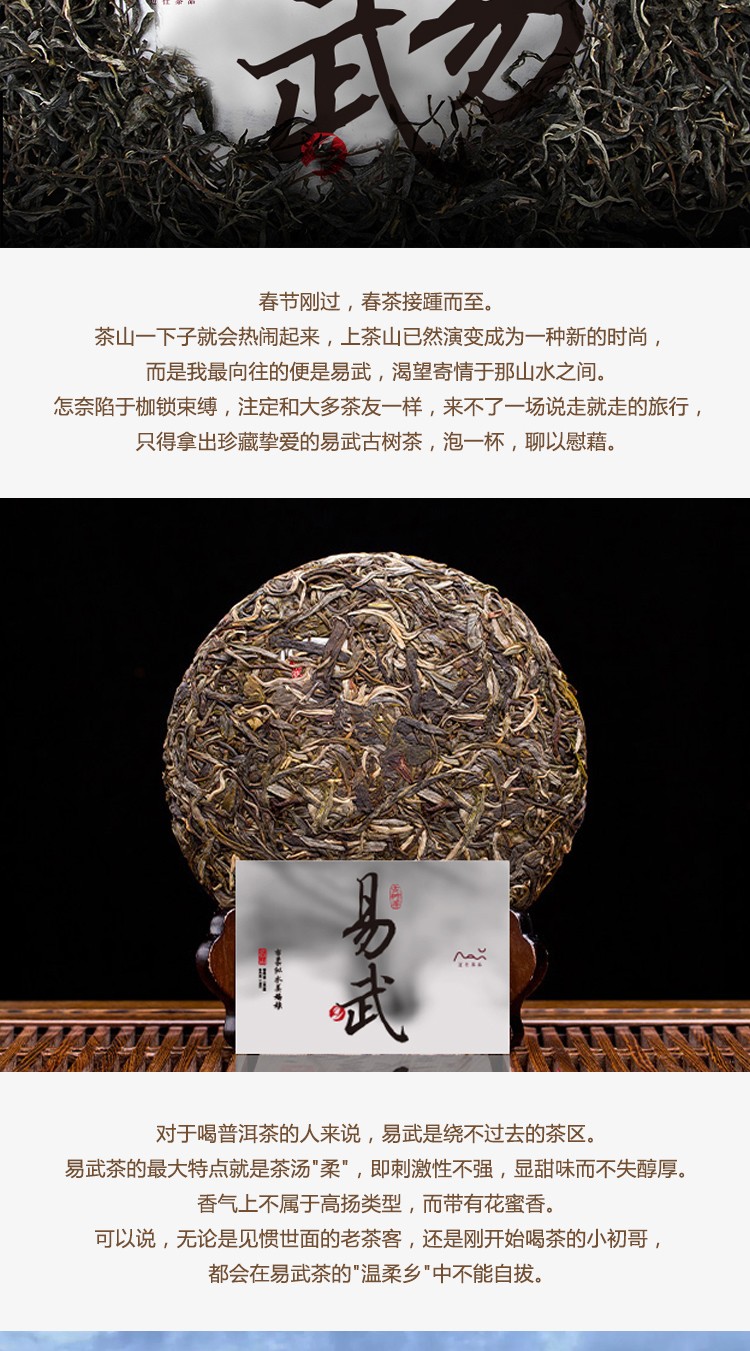 易
武
春节刚过，春茶接踵而至。
茶山一下子就会热闹起来，上茶山已然演变成为一种新的时尚，
而是我最向往的便是易武，渴望寄情于那山水之间。
怎奈陷于枷锁束缚，注定和大多茶友一样，来不了一场说走就走的旅行，
只得拿出珍藏挚爱的易武古树茶，泡一杯，聊以慰藉。
易
武
对于喝普洱茶的人来说，易武是绕不过去的茶区。
易武茶的最大特点就是茶汤"柔"，即刺激性不强，显甜味而不失醇厚。
香气上不属于高扬类型，而带有花蜜香。
可以说，无论是见惯世面的老茶客，还是刚开始喝茶的小初哥，
都会在易武茶的"温柔乡"中不能自拔。